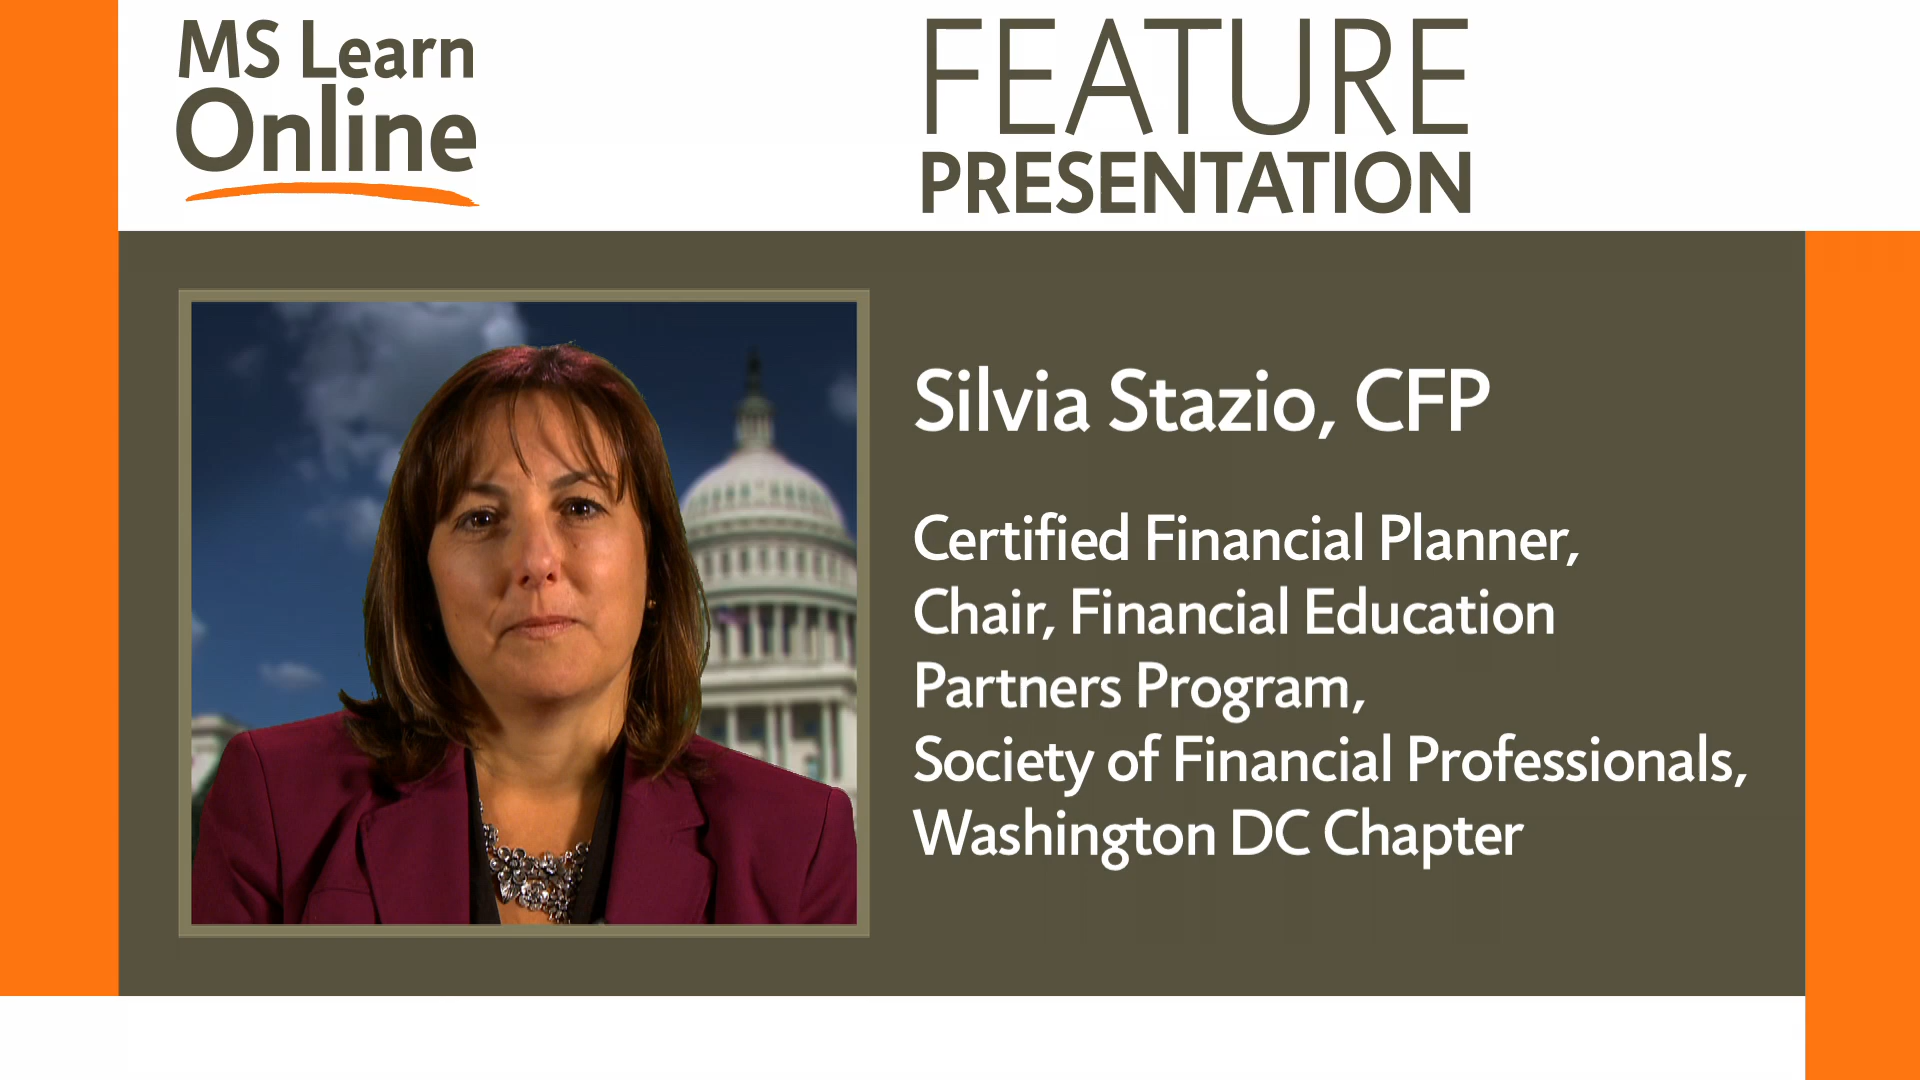 MS Learn
Online
FEATURE
PRESENTATION
Silvia Stazio, CFP
Certified Financial Planner,
Chair, Financial Education
Partners Program,
Society of Financial Professionals,
Washington DC Chapter